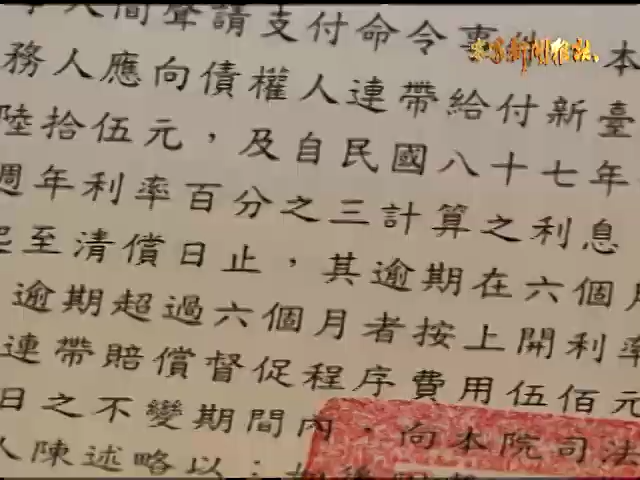 人間聲請支付命令事件 本
務人應向債權人連帶給付新臺
陸拾伍元，及自民國八十七年
週年利率百分之三計算之利息
起至清償日止，其逾期在六個月
逾期超過六個月者按上開利率
連帶賠償督促程序費用伍佰元
日之不變期間內，向本院司法
人陳述略以：